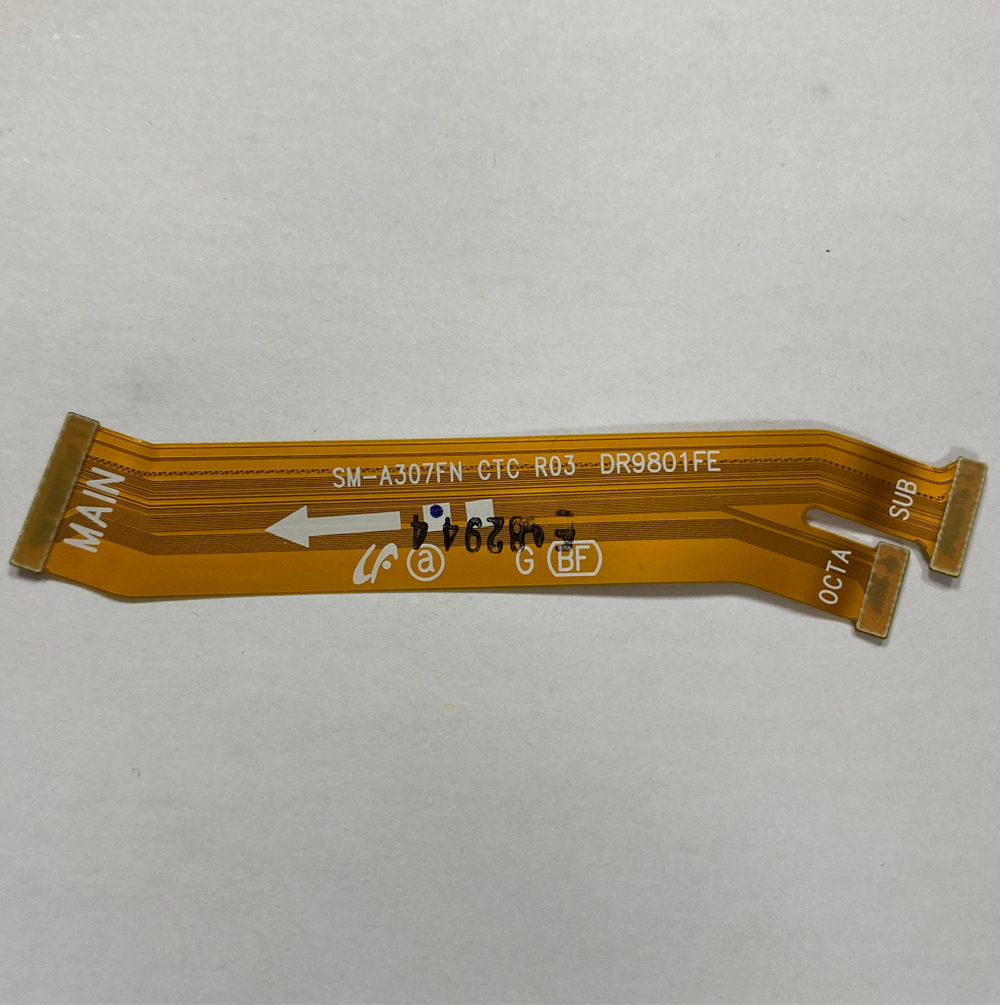 SM-A307FN CTC R03 DR9801FE
MAIN
SUB
OCTA
a G BF